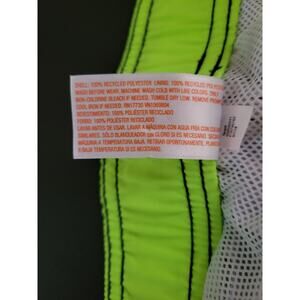 SHELL: 100% RECYCLED POLYESTER LINING: 100% RECYCLED POLYESTER
WASH BEFORE WEAR, MACHINE WASH COLD WITH LIKE COLORS. ONLY
NON-CHLORINE BLEACH IF NEEDED. TUMBLE DRY LOW. REMOVE PROMPTLY.
COOL IRON IF NEEDED. RN17730
REVESTIMIENTO: 100% POLIÉSTER RECICLADO
FORRO: 100% POLIÉSTER RECICLADO
LAVAR ANTES DE USAR. LAVAR A MÁQUINA CON AGUA FRÍA CON COLORES
SIMILARES. SÓLO BLANQUEADOR SIN CLORO SI ES NECESARIO. SECAR A
MÁQUINA A TEMPERATURA BAJA. RETIRAR OPORTUNAMENTE. PLANCHAR A
TEMPERATURA TIBIA SI ES NECESARIO.